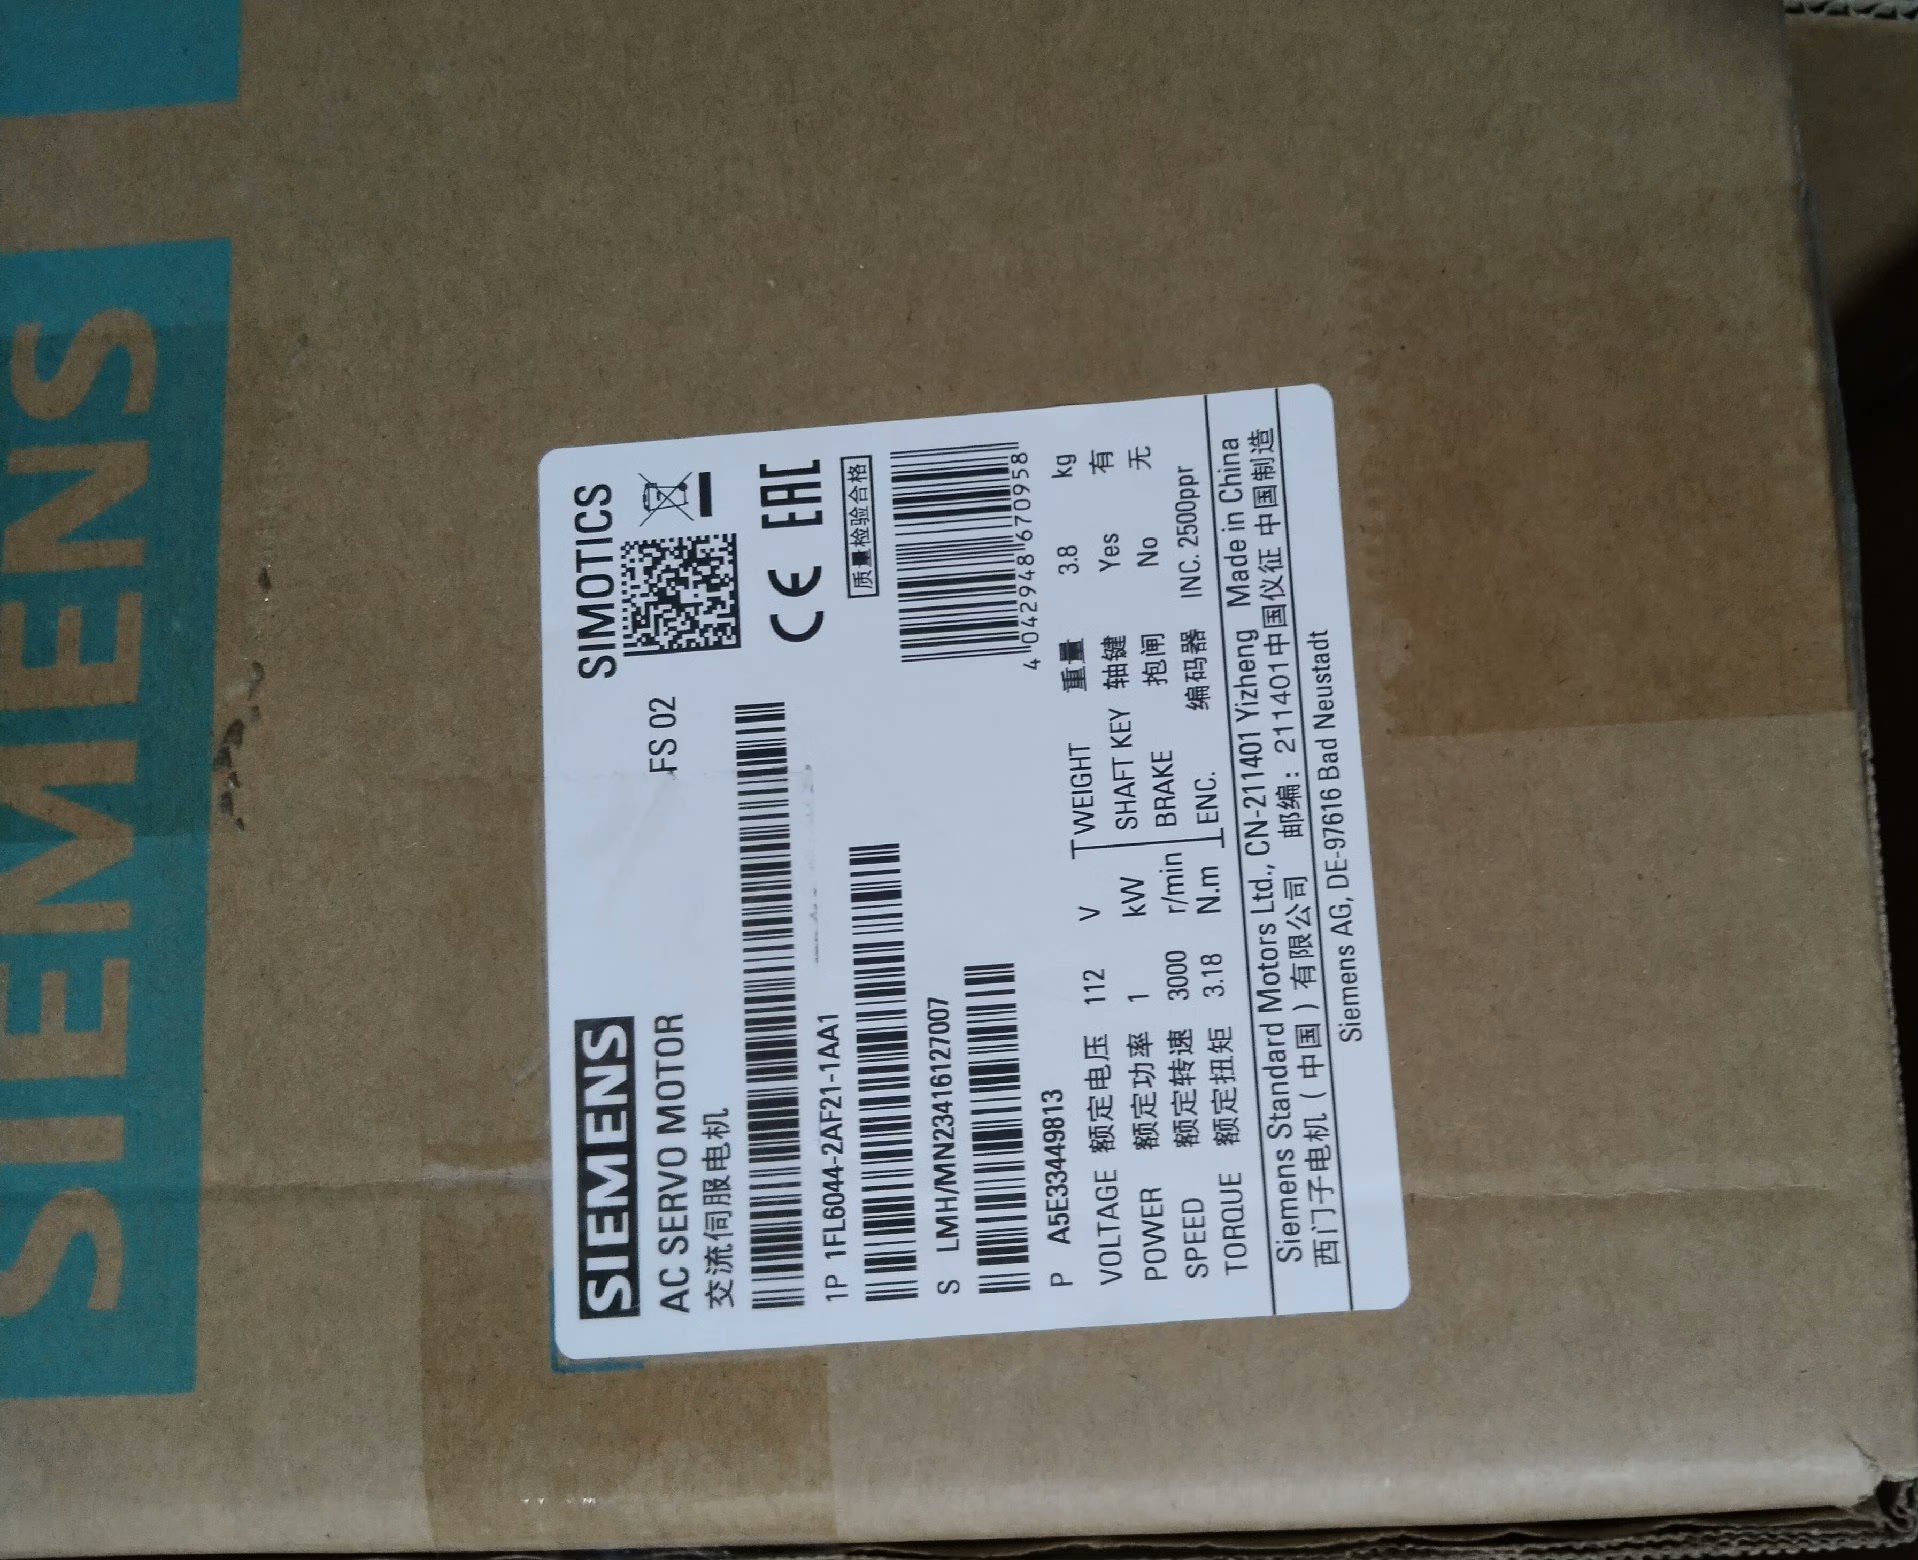 SIEMENS
SIEMENS
SIMOTICS
AC SERVO MOTOR
FS 02
交流伺服电机
CE EAC
质量检验合格
1P 1FL6044-2AF21-1AA1
S LMH/MN23416127007
4 042948 670958
P A5E33449813
VOLTAGE 额定电压 112 V WEIGHT 重量 3.8 kg
POWER 额定功率 1 kW SHAFT KEY 轴键 Yes 有
SPEED 额定转速 3000 r/min BRAKE 抱闸 No 无
TORQUE 额定扭矩 3.18 N.m ENC. 编码器 INC. 2500ppr
Siemens Standard Motors Ltd., CN-211401 Yizheng Made in China
西门子电机(中国)有限公司 邮编:211401中国仪征 中国制造
Siemens AG, DE-97616 Bad Neustadt